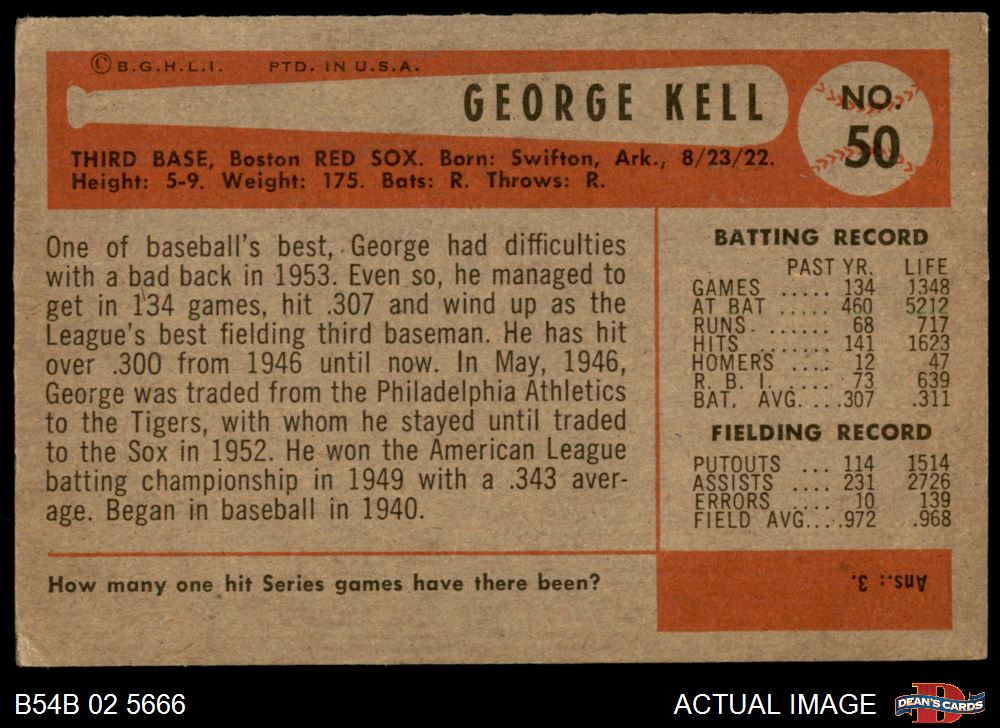 ©B.G.H.L.I. PTD. IN U.S.A.
GEORGE KELL
NO.
50
THIRD BASE, Boston RED SOX. Born: Swifton, Ark., 8/23/22.
Height: 5-9. Weight: 175. Bats: R. Throws: R.
One of baseball's best, George had difficulties
with a bad back in 1953. Even so, he managed to
get in 134 games, hit .307 and wind up as the
League's best fielding third baseman. He has hit
over .300 from 1946 until now. In May, 1946,
George was traded from the Philadelphia Athletics
to the Tigers, with whom he stayed until traded
to the Sox in 1952. He won the American League
batting championship in 1949 with a .343 aver-
age. Began in baseball in 1940.
BATTING RECORD
PAST YR. LIFE
GAMES ..... 134 1348
AT BAT ..... 460 5212
RUNS. ...... 68 717
HITS ....... 141 1623
HOMERS .... 12 47
R. B. I. ..... 73 639
BAT. AVG. ...307 .311
FIELDING RECORD
PUTOUTS ... 114 1514
ASSISTS .... 231 2726
ERRORS .... 10 139
FIELD AVG....972 .968
How many one hit Series games have there been?
Ans.: 3.
B54B 02 5666
ACTUAL IMAGE
DEAN'S CARDS